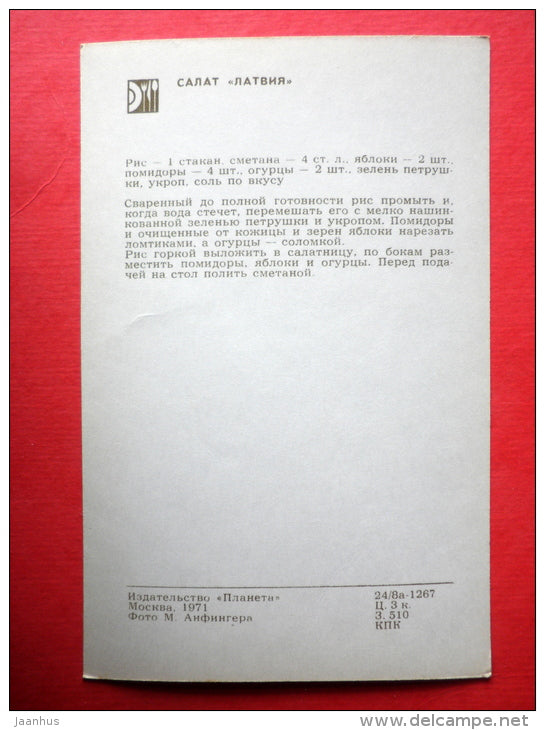 САЛАТ «ЛАТВИЯ»
Рис — 1 стакан, сметана — 4 ст. л., яблоки — 2 шт.,
помидоры — 4 шт., огурцы — 2 шт., зелень петруш-
ки, укроп, соль по вкусу
Сваренный до полной готовности рис промыть и,
когда вода стечет, перемешать его с мелко нашин-
кованной зеленью петрушки и укропом. Помидоры
и очищенные от кожицы и зерен яблоки нарезать
ломтиками, а огурцы — соломкой.
Рис горкой выложить в салатницу, по бокам раз-
местить помидоры, яблоки и огурцы. Перед пода-
чей на стол полить сметаной.
Издательство «Планета»
Москва, 1971
Фото М. Анфингера
24/8а-1267
Ц. 3 к.
З. 510
КПК
jaanhus
www.delcampe.net